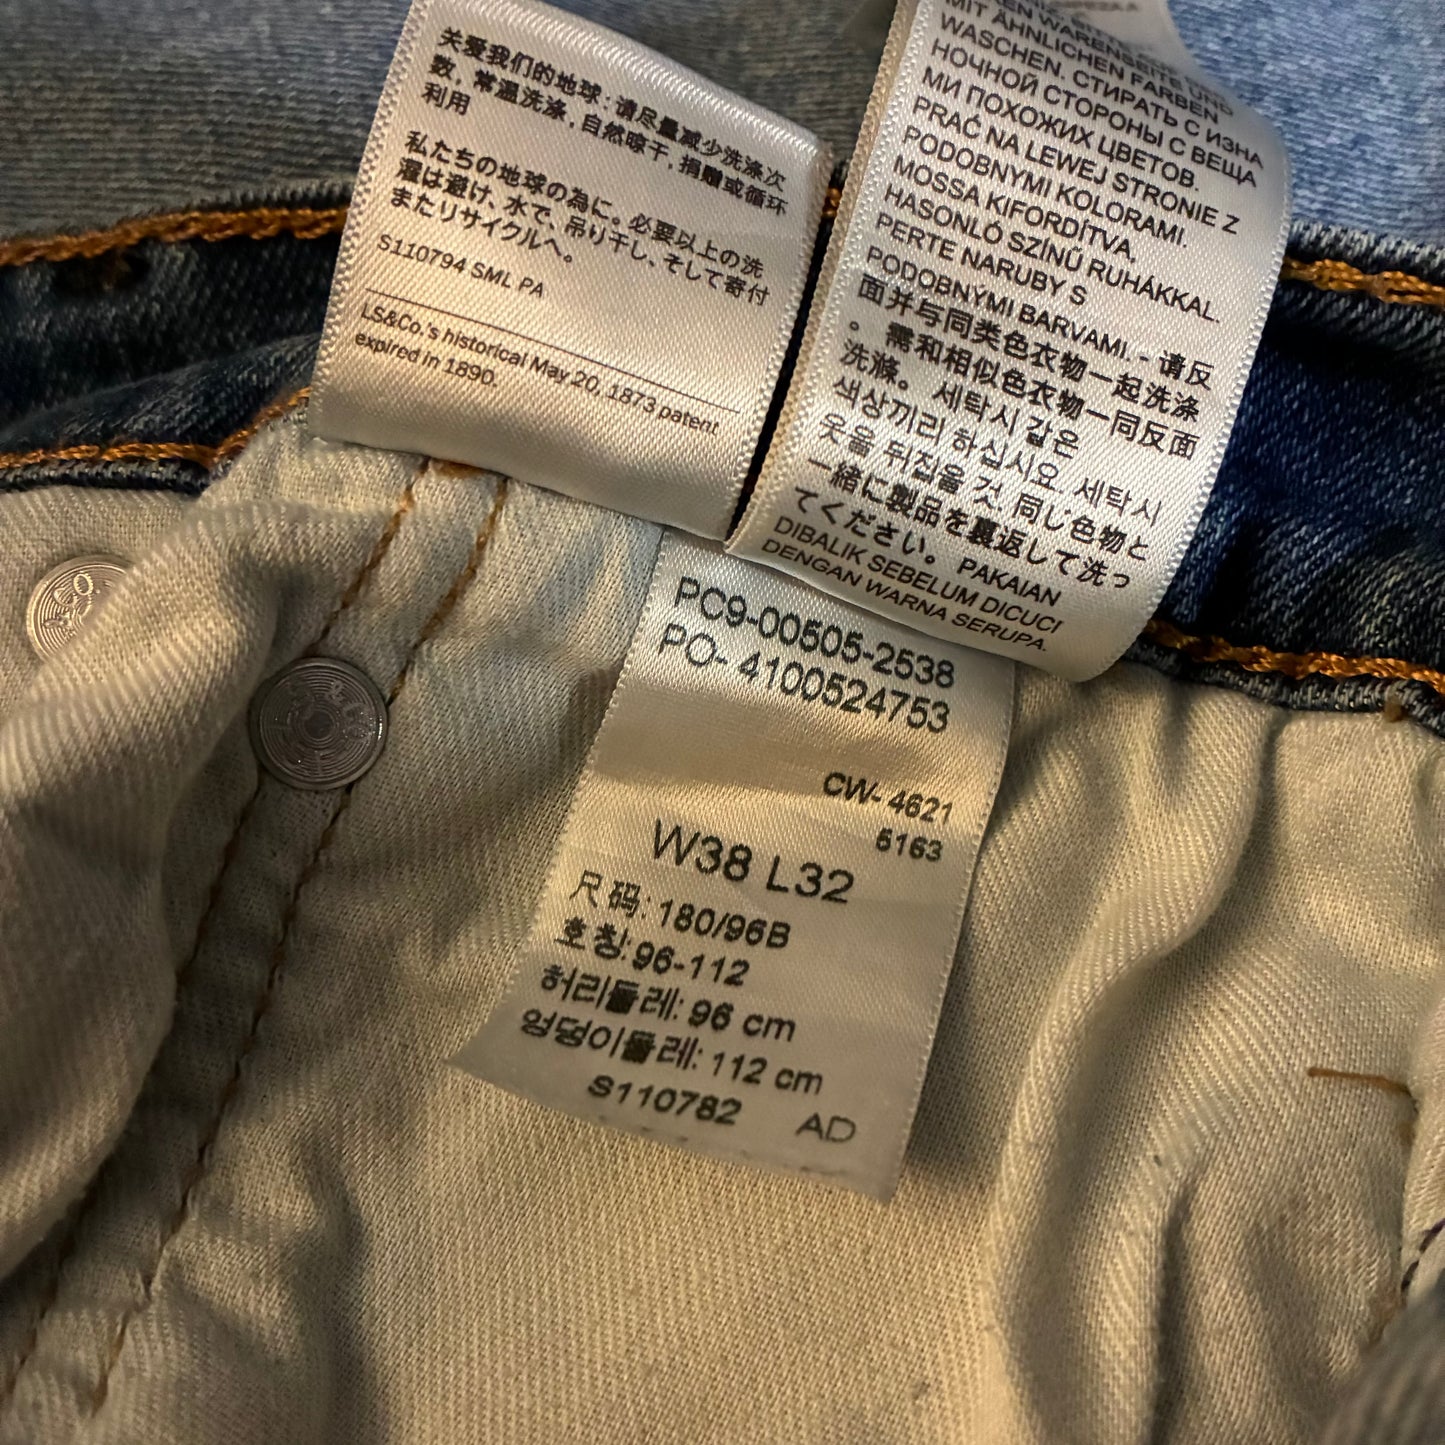 关爱我们的地球：请尽量减少洗涤次
数，常温洗涤，自然晾干，捐赠或循环
利用
私たちの地球の為に。必要以上の洗
濯は避け、水で、吊り干し、そして寄付
またリサイクルへ。
S110794 SML PA
LS&Co.'s historical May 20, 1873 patent
expired in 1890.
WARENSEITE UND
MIT ÄHNLICHEN FARBEN
WASCHEN. СТИРАТЬ С ИЗНА
НОЧНОЙ СТОРОНЫ С ВЕЩА
МИ ПОХОЖИХ ЦВЕТОВ.
PRAĆ NA LEWEJ STRONIE Z
PODOBNYMI KOLORAMI.
MOSSA KIFORDÍTVA,
HASONLÓ SZÍNŰ RUHÁKKAL.
PERTE NARUBY S
PODOBNÝMI BARVAMI. - 请反
面并与同类色衣物一起洗涤
。 需和相似色衣物一同反面
洗滌。 세탁시 같은
색상끼리 하십시요. 세탁시
옷을 뒤집을 것. 同じ色物と
一緒に製品を裏返して洗っ
てください。 PAKAIAN
DIBALIK SEBELUM DICUCI
DENGAN WARNA SERUPA.
PC9-00505-2538
PO- 4100524753
CW- 4621
5163
W38 L32
尺码: 180/96B
호칭: 96-112
허리둘레: 96 cm
엉덩이둘레: 112 cm
S110782 AD